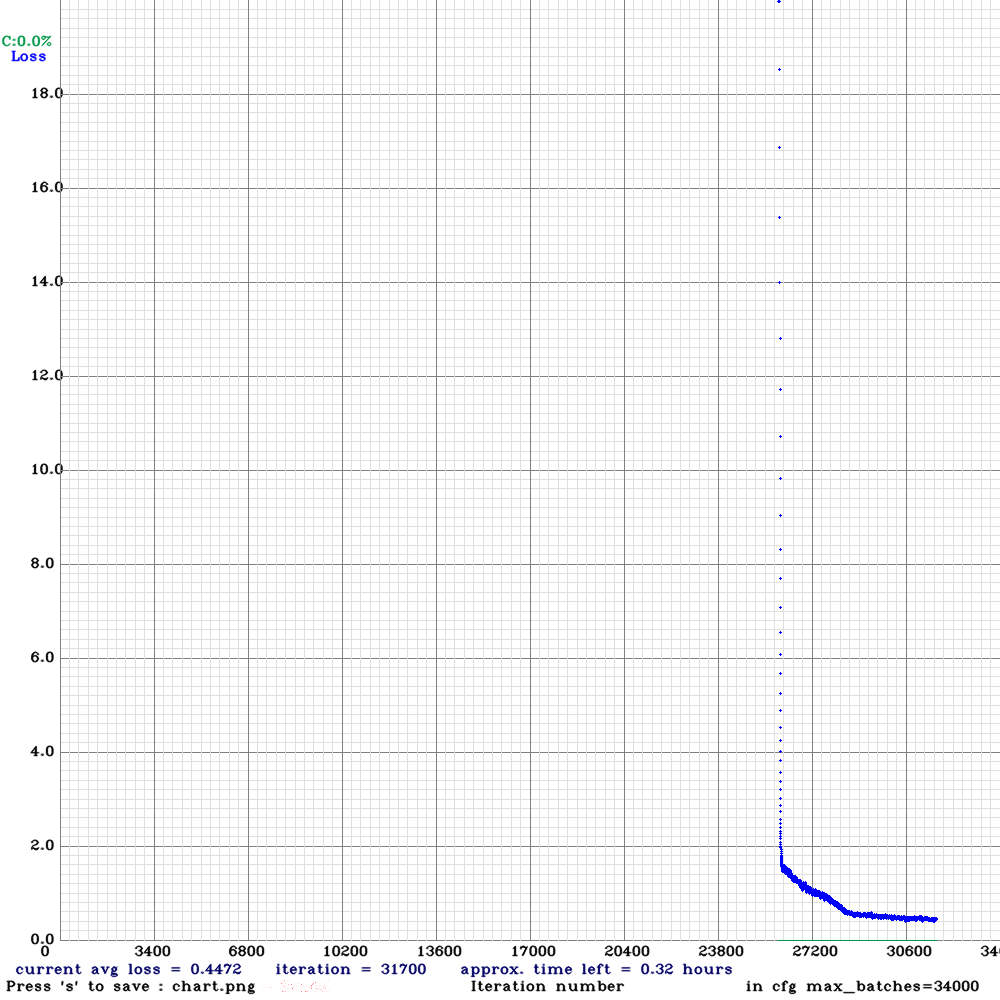 C:0.0%
Loss
18.0
16.0
14.0
12.0
10.0
8.0
6.0
4.0
2.0
0.0
0 3400 6800 10200 13600 17000 20400 23800 27200 30600 34
current avg loss = 0.4472 iteration = 31700 approx. time left = 0.32 hours
Press 's' to save : chart.png Iteration number in cfg max_batches=34000